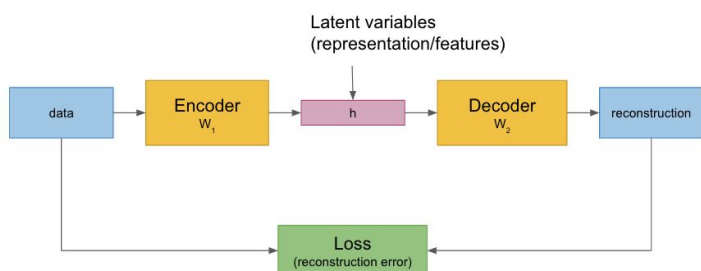 Latent variables
(representation/features)
data
Encoder
W₁
h
Decoder
W₂
reconstruction
Loss
(reconstruction error)